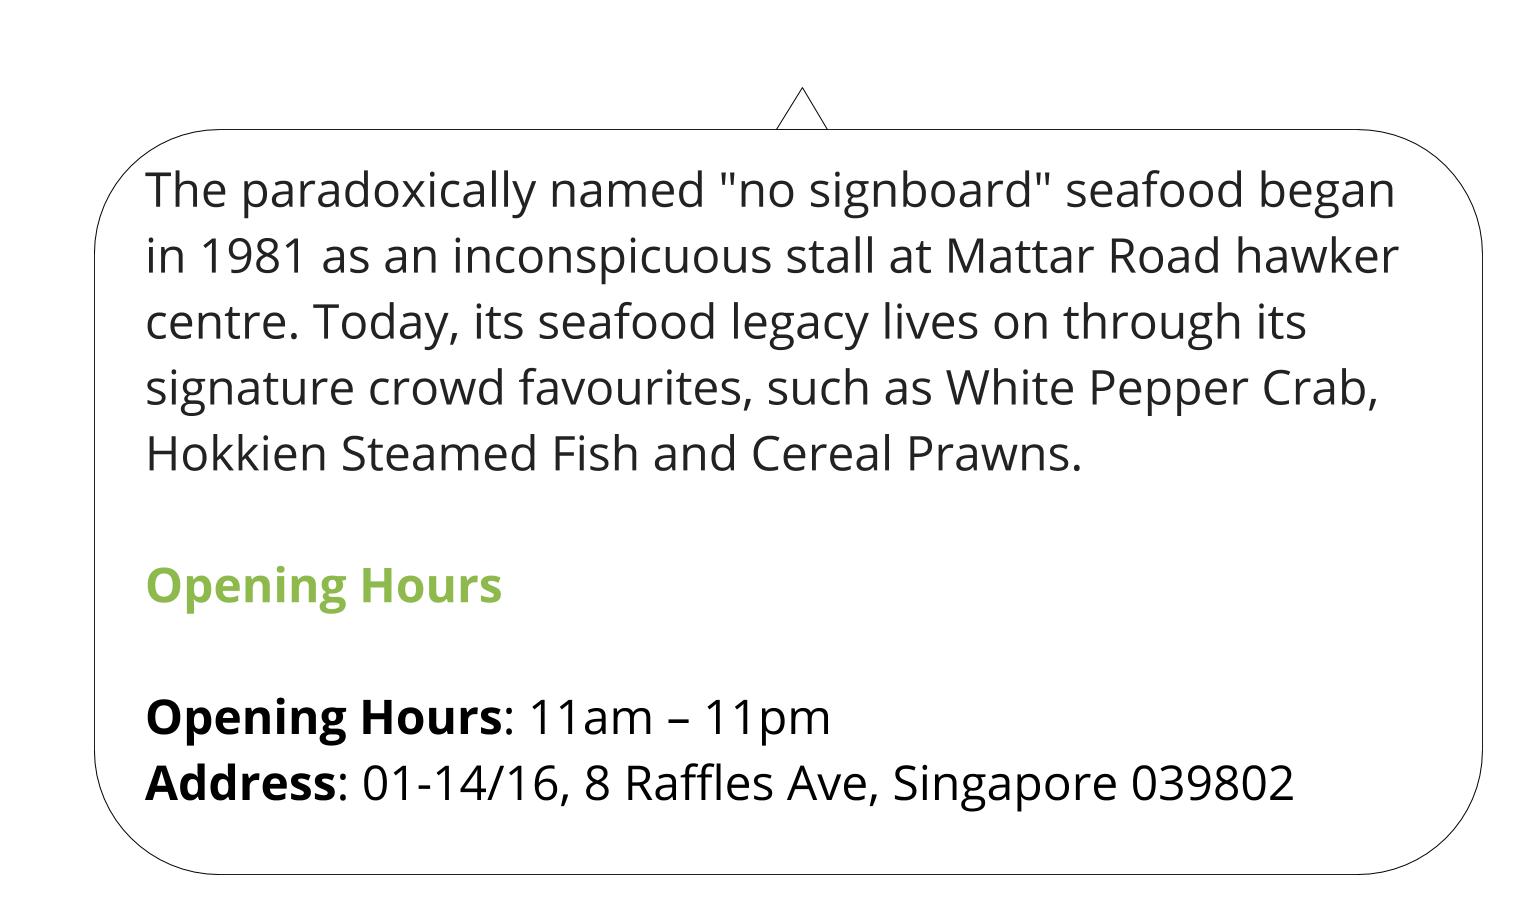 The paradoxically named "no signboard" seafood began
in 1981 as an inconspicuous stall at Mattar Road hawker
centre. Today, its seafood legacy lives on through its
signature crowd favourites, such as White Pepper Crab,
Hokkien Steamed Fish and Cereal Prawns.
Opening Hours
Opening Hours: 11am – 11pm
Address: 01-14/16, 8 Raffles Ave, Singapore 039802